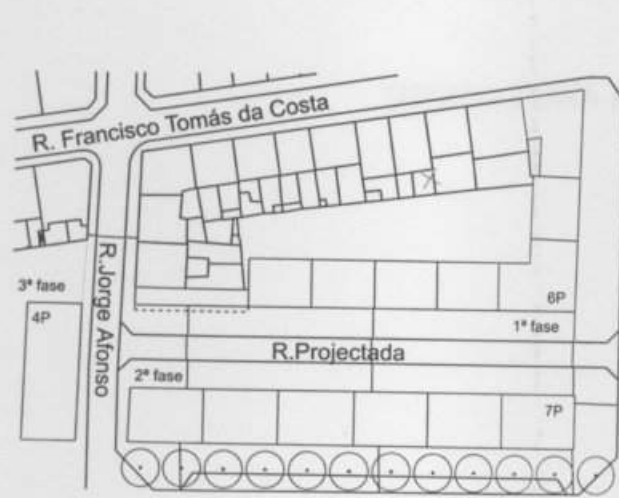 R. Francisco Tomás da Costa
R.Jorge Afonso
3ª fase
4P
6P
1ª fase
R.Projectada
2ª fase
7P